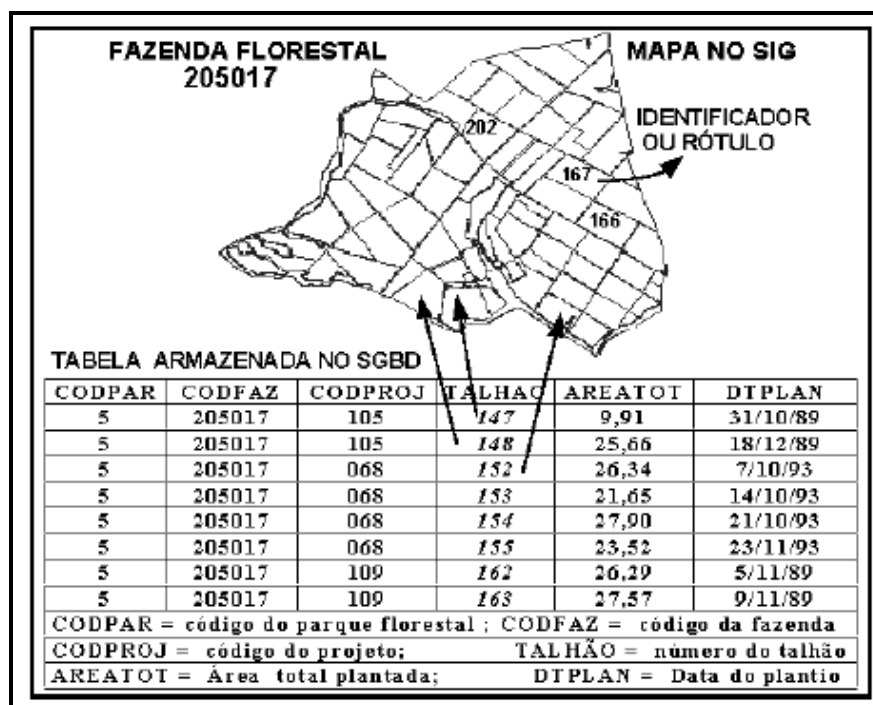 FAZENDA FLORESTAL
205017
MAPA NO SIG
IDENTIFICADOR
OU RÓTULO
202
167
166
TABELA ARMAZENADA NO SGBD
CODPAR CODFAZ CODPROJ TALHAO AREATOT DTPLAN
5 205017 105 147 9,91 31/10/89
5 205017 105 148 25,66 18/12/89
5 205017 068 152 26,34 7/10/93
5 205017 068 153 21,65 14/10/93
5 205017 068 154 27,90 21/10/93
5 205017 068 155 23,52 23/11/93
5 205017 109 162 26,29 5/11/89
5 205017 109 163 27,57 9/11/89
CODPAR = código do parque florestal ; CODFAZ = código da fazenda
CODPROJ = código do projeto; TALHÃO = número do talhão
AREATOT = Área total plantada; DTPLAN = Data do plantio